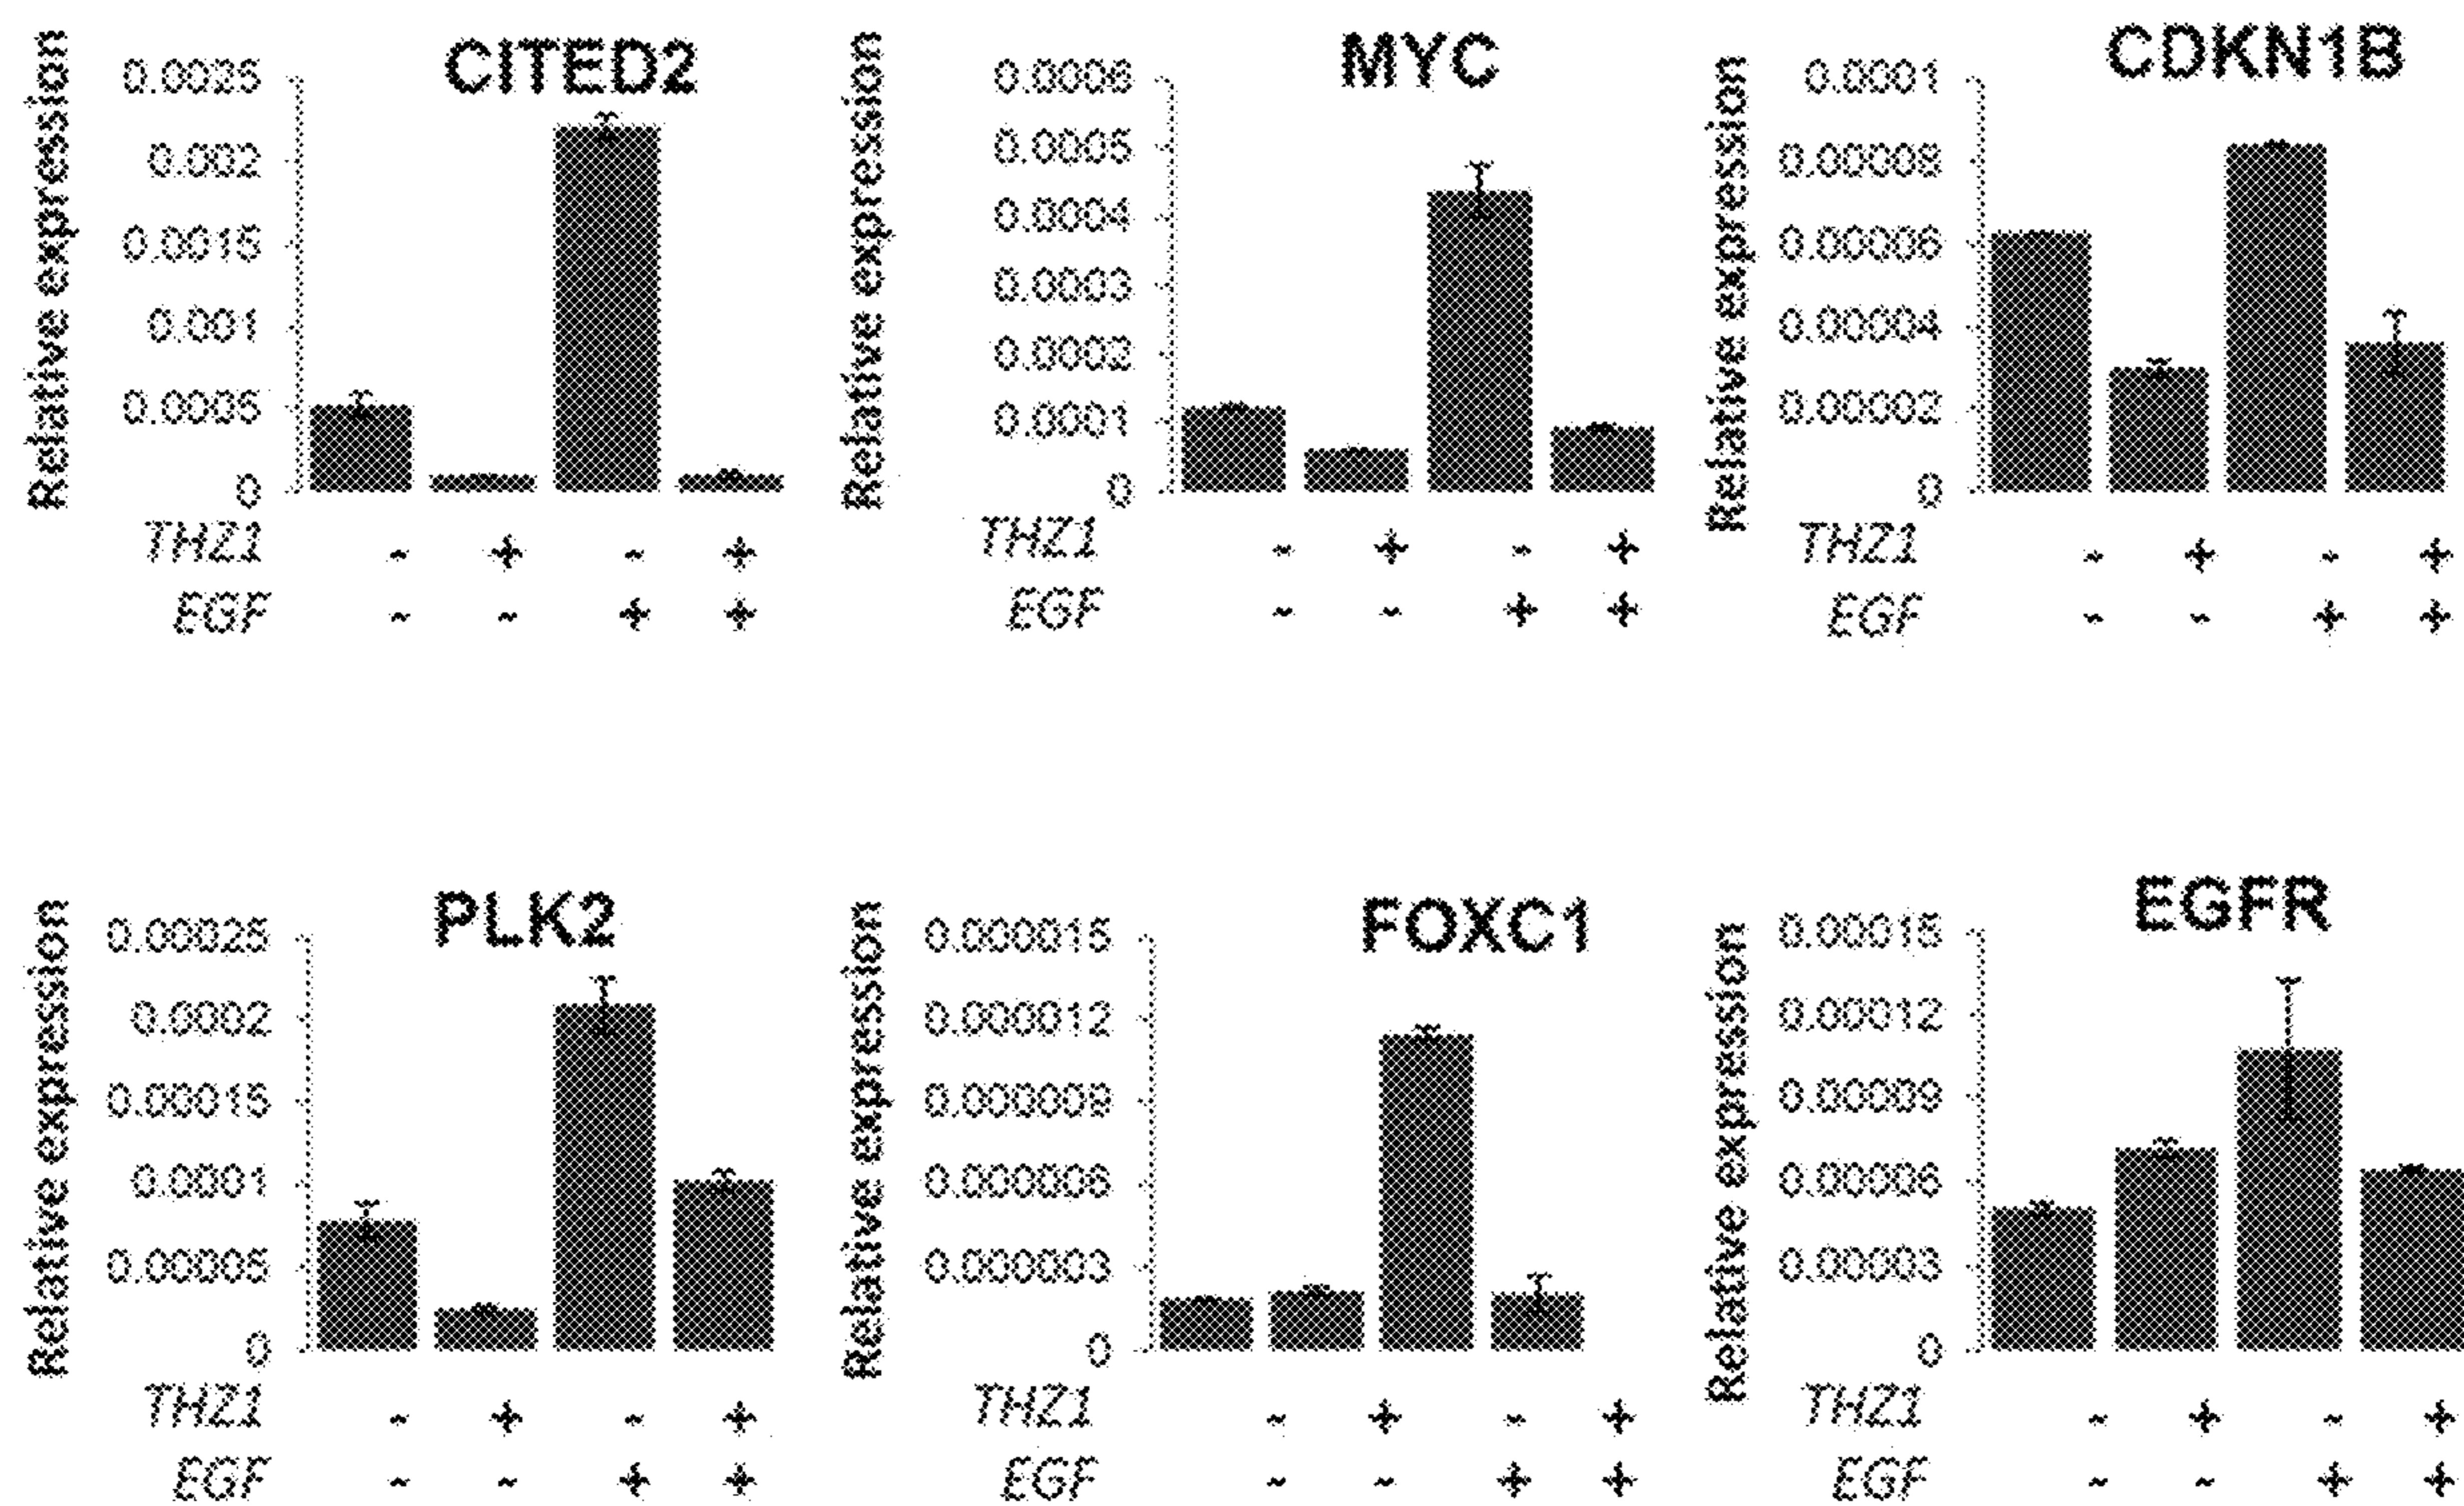 CITED2
Relative expression
0.0025
0.002
0.0015
0.001
0.0005
0
THZ1 - + - +
EGF - - + +
MYC
Relative expression
0.0006
0.0005
0.0004
0.0003
0.0002
0.0001
0
THZ1 - + - +
EGF - - + +
CDKN1B
Relative expression
0.0001
0.00008
0.00006
0.00004
0.00002
0
THZ1 - + - +
EGF - - + +
PLK2
Relative expression
0.00025
0.0002
0.00015
0.0001
0.00005
0
THZ1 - + - +
EGF - - + +
FOXC1
Relative expression
0.000015
0.000012
0.000009
0.000006
0.000003
0
THZ1 - + - +
EGF - - + +
EGFR
Relative expression
0.00015
0.00012
0.00009
0.00006
0.00003
0
THZ1 - + - +
EGF - - + +